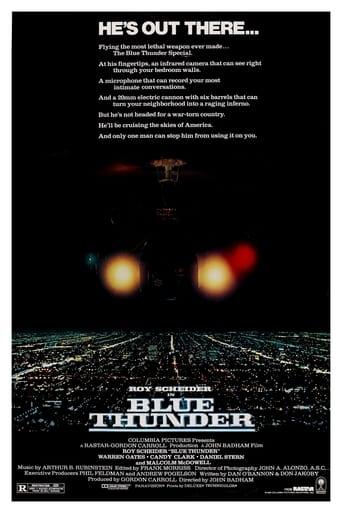 HE'S OUT THERE...
Flying the most lethal weapon ever made...
The Blue Thunder Special.
At his fingertips, an infrared camera that can see right
through your bedroom walls.
A microphone that can record your most
intimate conversations.
And a 20mm electric cannon with six barrels that can
turn your neighborhood into a raging inferno.
But he's not headed for a war-torn country.
He'll be cruising the skies of America.
And only one man can stop him from using it on you.
ROY SCHEIDER
IN
BLUE
THUNDER
COLUMBIA PICTURES Presents
A RASTAR-GORDON CARROLL Production A JOHN BADHAM Film
ROY SCHEIDER "BLUE THUNDER"
WARREN OATES • CANDY CLARK • DANIEL STERN
and MALCOLM McDOWELL
Music by ARTHUR B. RUBINSTEIN Edited by FRANK MORRISS Director of Photography JOHN A. ALONZO, A.S.C.
Executive Producers PHIL FELDMAN and ANDREW FOGELSON Written by DAN O'BANNON & DON JAKOBY
Produced by GORDON CARROLL Directed by JOHN BADHAM
R RESTRICTED
DOLBY STEREO
PANAVISION
FROM RASTAR